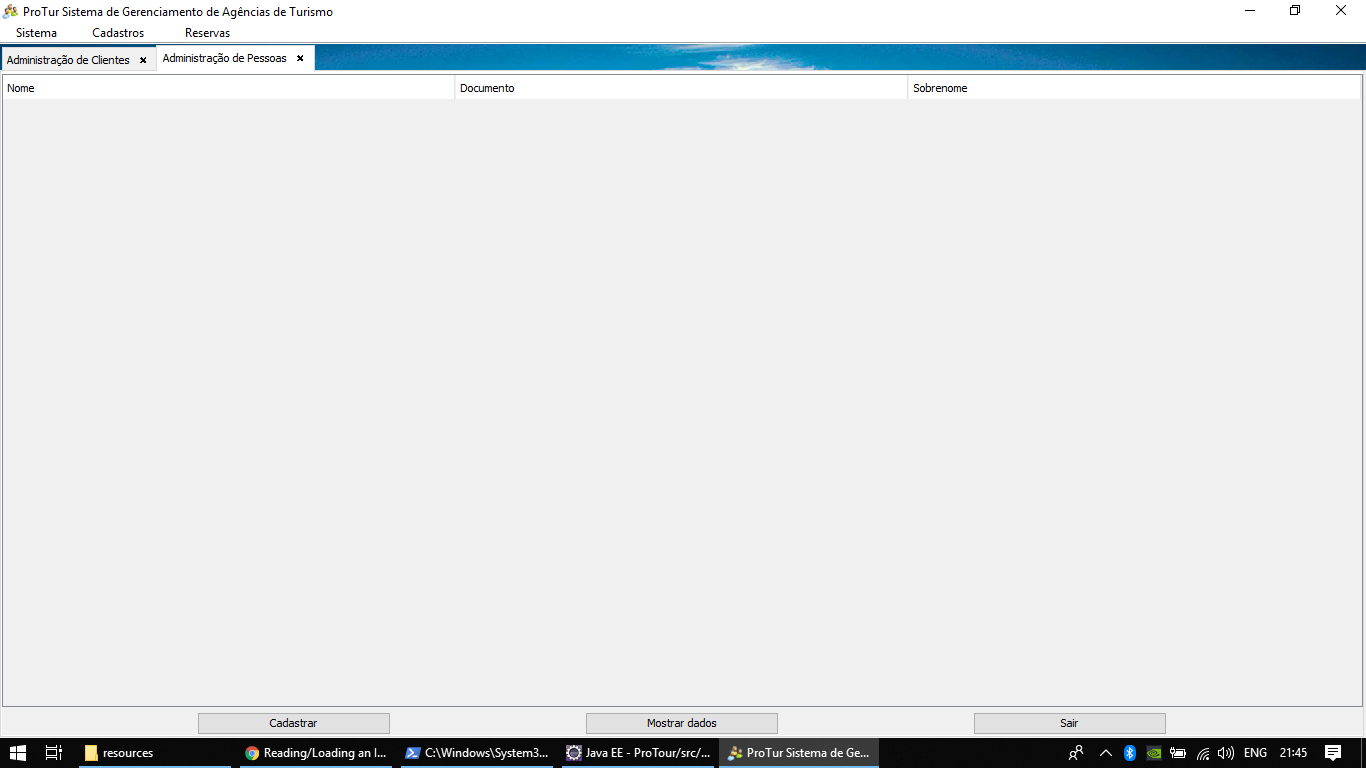 ProTur Sistema de Gerenciamento de Agências de Turismo
Sistema Cadastros Reservas
Administração de Clientes × Administração de Pessoas ×
Nome Documento Sobrenome
Cadastrar Mostrar dados Sair
resources Reading/Loading an I... C:\Windows\System3... Java EE - ProTour/src/... ProTur Sistema de Ge... ENG 21:45